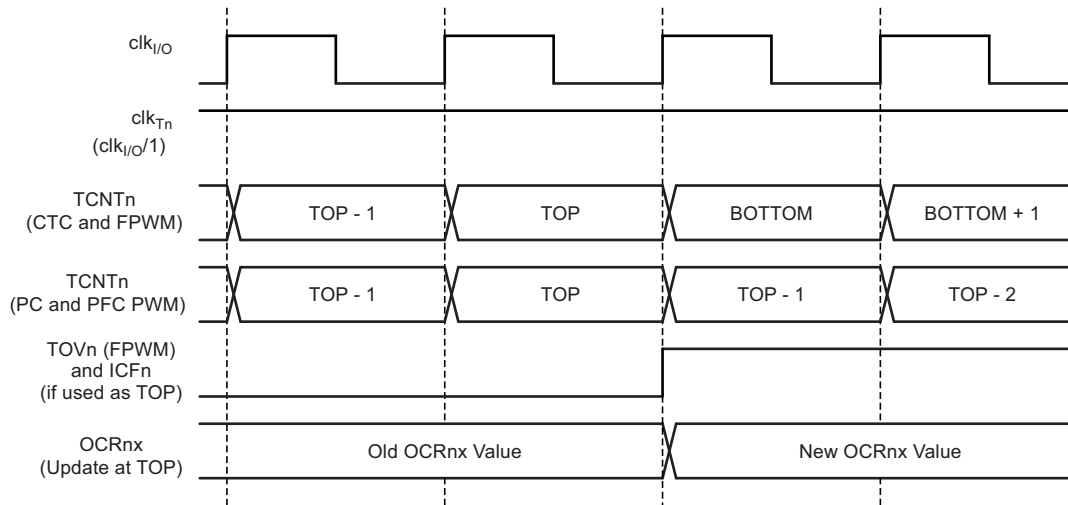 clkI/O
clkTn
(clkI/O/1)
TCNTn
(CTC and FPWM)
TOP - 1
TOP
BOTTOM
BOTTOM + 1
TCNTn
(PC and PFC PWM)
TOP - 1
TOP
TOP - 1
TOP - 2
TOVn (FPWM)
and ICFn
(if used as TOP)
OCRnx
(Update at TOP)
Old OCRnx Value
New OCRnx Value